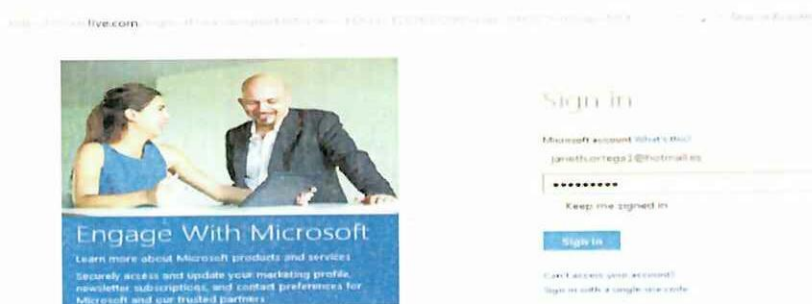 live.com
Sign in
Microsoft account What's this?
janeth.ortega1@hotmail.es
Keep me signed in
Sign in
Can't access your account?
Sign in with a single-use code
Engage With Microsoft
Learn more about Microsoft products and services
Securely access and update your marketing profile,
newsletter subscriptions, and contact preferences for
Microsoft and our trusted partners